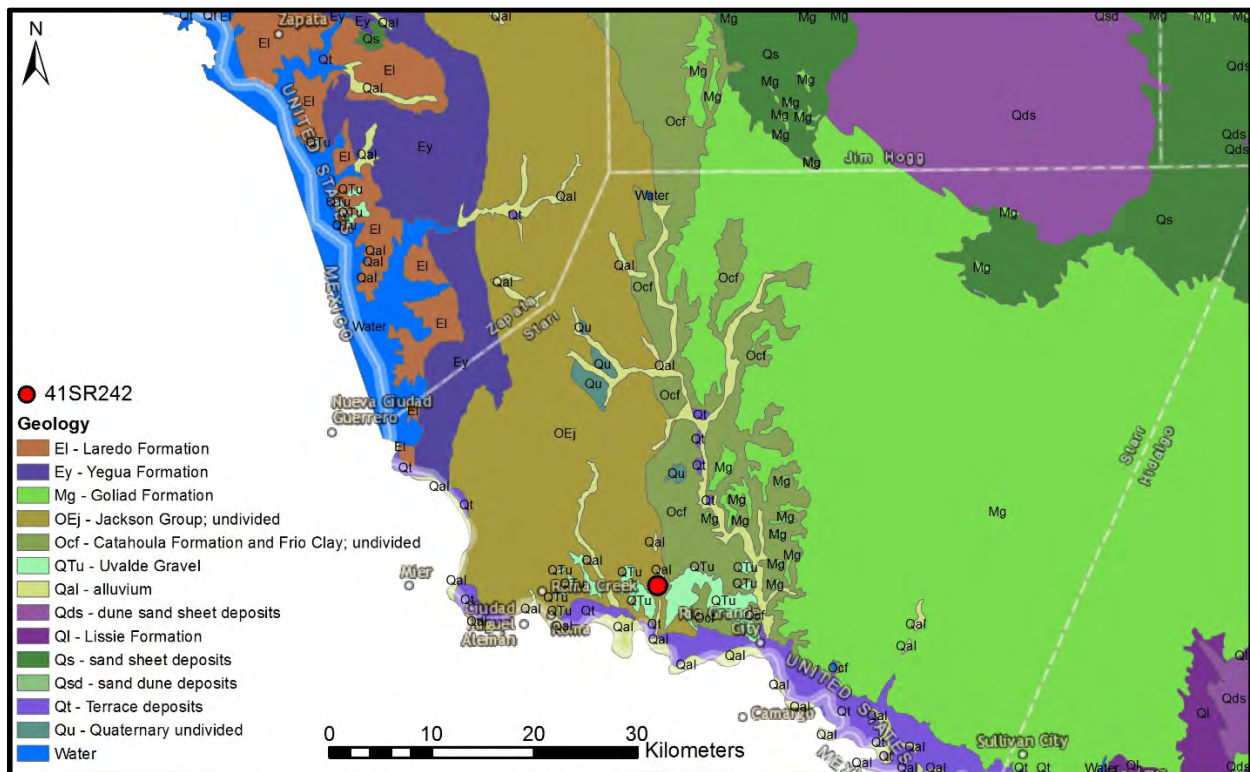 N
Zapata
UNITED STATES
MEXICO
Jim Hogg
Zapata
Starr
Starr
Hidalgo
Nueva Ciudad
Guerrero
Mier
Ciudad
Miguel
Aleman
Roma Creek
Roma
Rio Grande
City
Camargo
Sullivan City
UNITED STATES
El
Ey
Qs
Qal
Qt
QTu
Water
Ocf
Mg
Qds
Qsd
Qu
OEj
Ql
41SR242
Geology
El - Laredo Formation
Ey - Yegua Formation
Mg - Goliad Formation
OEj - Jackson Group; undivided
Ocf - Catahoula Formation and Frio Clay; undivided
QTu - Uvalde Gravel
Qal - alluvium
Qds - dune sand sheet deposits
Ql - Lissie Formation
Qs - sand sheet deposits
Qsd - sand dune deposits
Qt - Terrace deposits
Qu - Quaternary undivided
Water
0 10 20 30
Kilometers